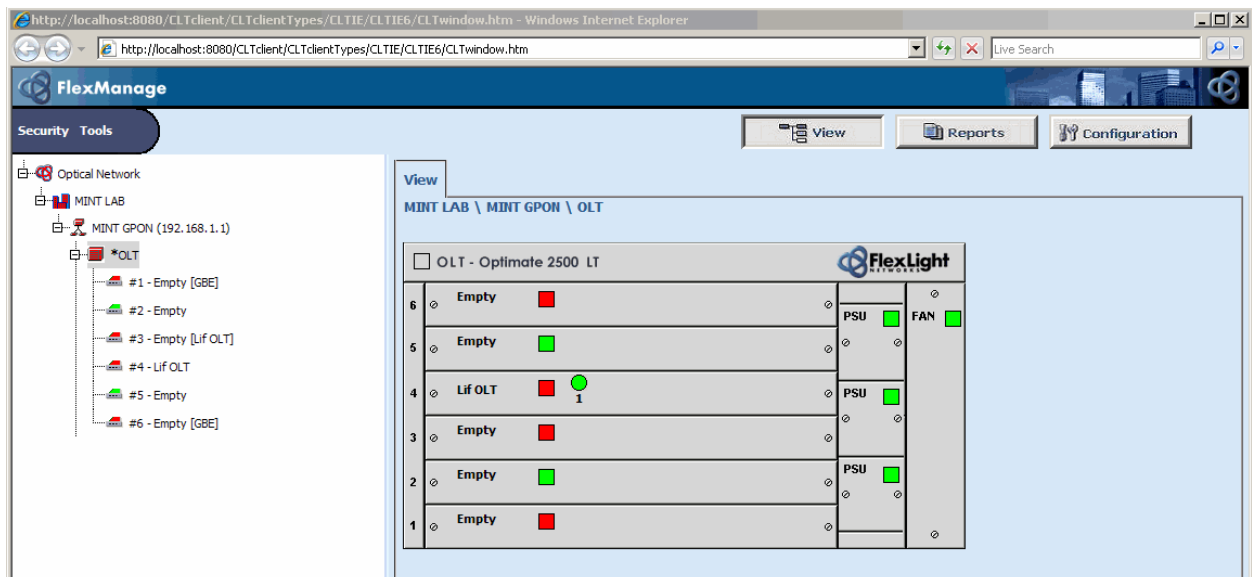 http://localhost:8080/CLTclient/CLTclientTypes/CLTIE/CLTIE6/CLTwindow.htm - Windows Internet Explorer
http://localhost:8080/CLTclient/CLTclientTypes/CLTIE/CLTIE6/CLTwindow.htm
Live Search
FlexManage
Security Tools
View
Reports
Configuration
Optical Network
MINT LAB
MINT GPON (192.168.1.1)
*OLT
#1 - Empty [GBE]
#2 - Empty
#3 - Empty [Lif OLT]
#4 - Lif OLT
#5 - Empty
#6 - Empty [GBE]
View
MINT LAB \ MINT GPON \ OLT
OLT - Optimate 2500 LT
FlexLight
NETWORKS
6 Empty
5 Empty
4 Lif OLT 1
3 Empty
2 Empty
1 Empty
PSU
PSU
PSU
FAN